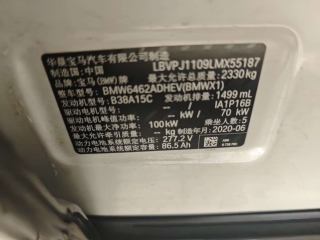 华晨宝马汽车有限公司制造 LBVPJ1109LMX55187
制造国：中国 最大允许总质量
品牌：宝马(BMW)牌 2330 kg
整车型号：BMW6462ADHEV(BMWX1)
发动机型号：B38A15C 发动机排量 1499 mL
驱动电机型号：IA1P16B
驱动电机峰值功率： -- / 70 kW
发动机最大净功率：100 kW 乘坐人数：5
最大允许 -- kg 制造年月：2020-06
动力电池系统额定电压：277.2 V
动力电池系统额定容量：86.5 Ah